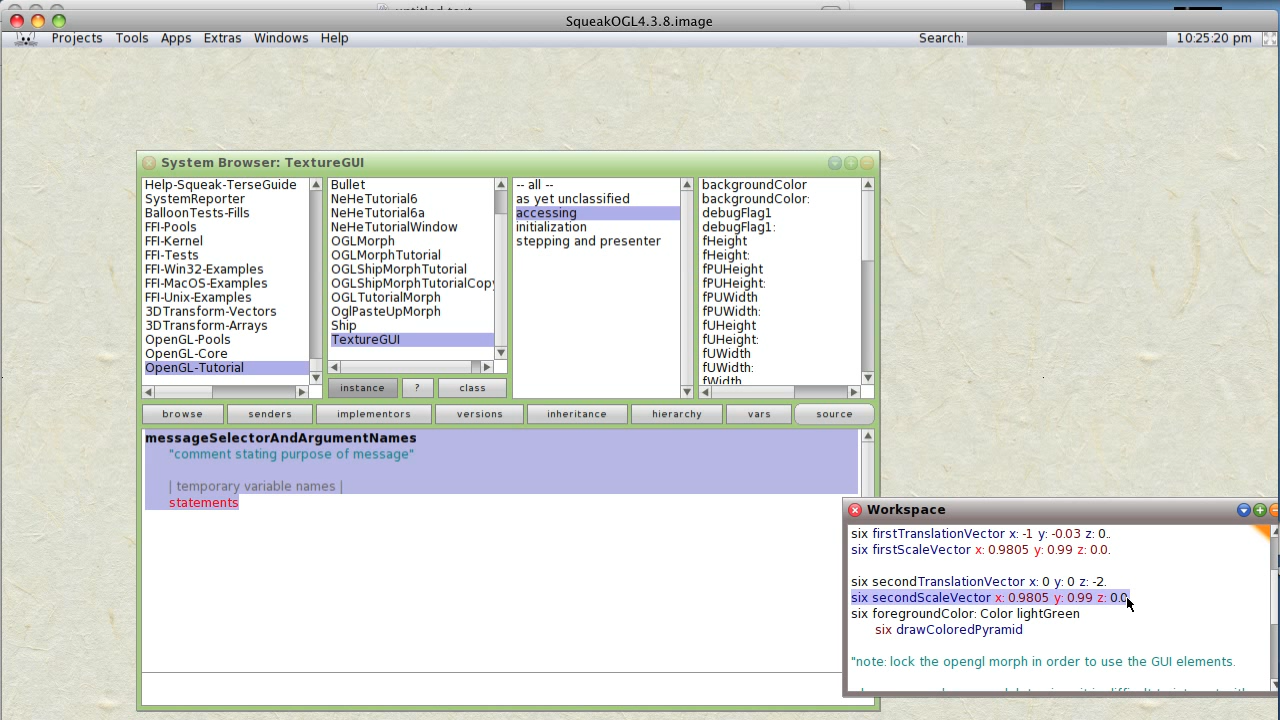 SqueakOGL4.3.8.image
Projects Tools Apps Extras Windows Help Search: 10:25:20 pm
System Browser: TextureGUI
Help-Squeak-TerseGuide
SystemReporter
BalloonTests-Fills
FFI-Pools
FFI-Kernel
FFI-Tests
FFI-Win32-Examples
FFI-MacOS-Examples
FFI-Unix-Examples
3DTransform-Vectors
3DTransform-Arrays
OpenGL-Pools
OpenGL-Core
OpenGL-Tutorial
Bullet
NeHeTutorial6
NeHeTutorial6a
NeHeTutorialWindow
OGLMorph
OGLMorphTutorial
OGLShipMorphTutorial
OGLShipMorphTutorialCopy
OGLTutorialMorph
OglPasteUpMorph
Ship
TextureGUI
instance ? class
-- all --
as yet unclassified
accessing
initialization
stepping and presenter
backgroundColor
backgroundColor:
debugFlag1
debugFlag1:
fHeight
fHeight:
fPUHeight
fPUHeight:
fPUWidth
fPUWidth:
fUHeight
fUHeight:
fUWidth
fUWidth:
fWidth
browse senders implementors versions inheritance hierarchy vars source
messageSelectorAndArgumentNames
"comment stating purpose of message"
| temporary variable names |
statements
Workspace
six firstTranslationVector x: -1 y: -0.03 z: 0..
six firstScaleVector x: 0.9805 y: 0.99 z: 0.0.
six secondTranslationVector x: 0 y: 0 z: -2.
six secondScaleVector x: 0.9805 y: 0.99 z: 0.0
six foregroundColor: Color lightGreen
six drawColoredPyramid
"note: lock the opengl morph in order to use the GUI elements.